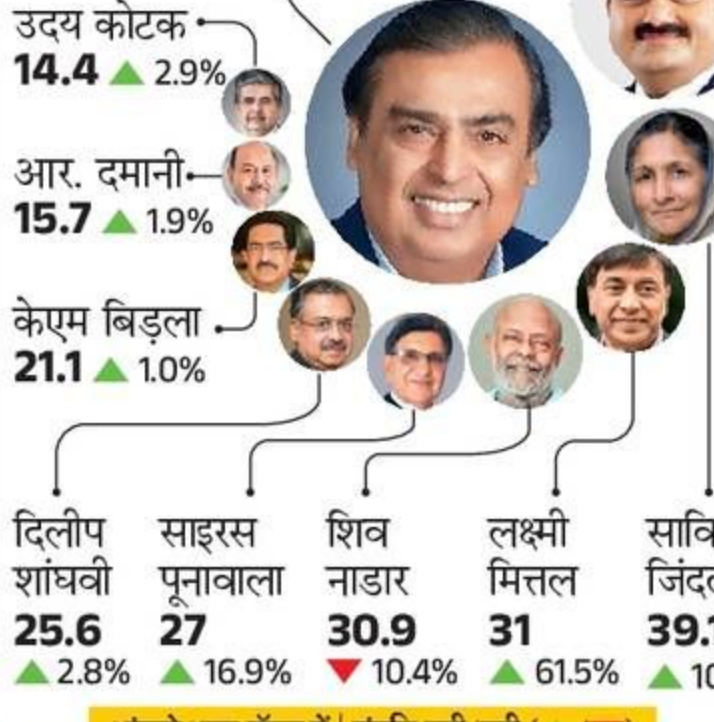 उदय कोटक
14.4 ▲ 2.9%
आर. दमानी
15.7 ▲ 1.9%
केएम बिड़ला
21.1 ▲ 1.0%
दिलीप
शांघवी
25.6
▲ 2.8%
साइरस
पूनावाला
27
▲ 16.9%
शिव
नाडार
30.9
▼ 10.4%
लक्ष्मी
मित्तल
31
▲ 61.5%